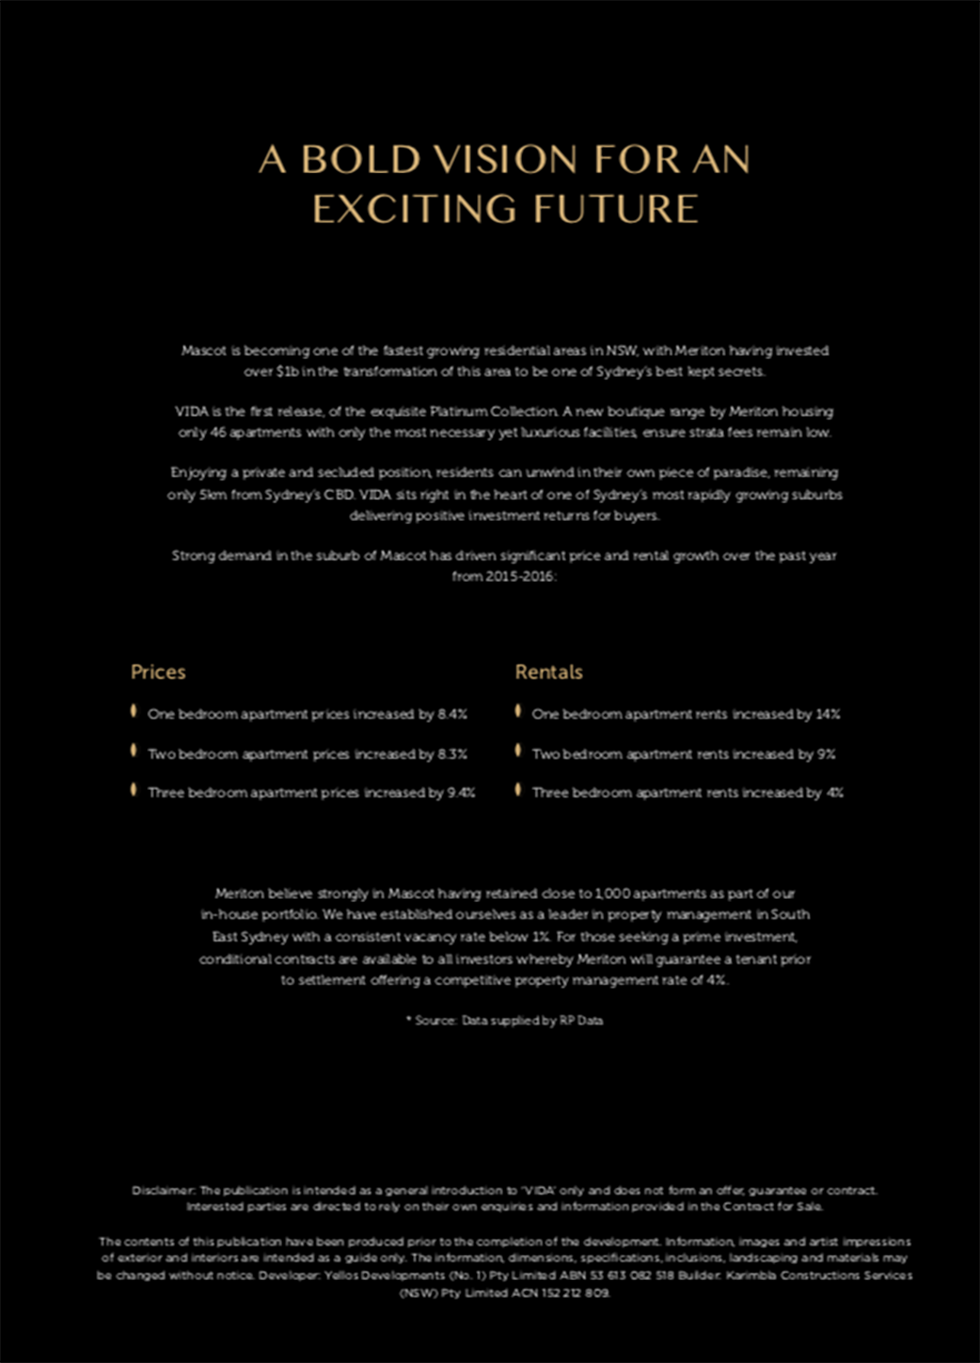 A BOLD VISION FOR AN
EXCITING FUTURE
Mascot is becoming one of the fastest growing residential areas in NSW, with Meriton having invested
over $1b in the transformation of this area to be one of Sydney's best kept secrets.
VIDA is the first release, of the exquisite Platinum Collection. A new boutique range by Meriton housing
only 46 apartments with only the most necessary yet luxurious facilities, ensure strata fees remain low.
Enjoying a private and secluded position, residents can unwind in their own piece of paradise, remaining
only 5km from Sydney's CBD. VIDA sits right in the heart of one of Sydney's most rapidly growing suburbs
delivering positive investment returns for buyers.
Strong demand in the suburb of Mascot has driven significant price and rental growth over the past year
from 2015-2016:
Prices
One bedroom apartment prices increased by 8.4%
Two bedroom apartment prices increased by 8.3%
Three bedroom apartment prices increased by 9.4%
Rentals
One bedroom apartment rents increased by 14%
Two bedroom apartment rents increased by 9%
Three bedroom apartment rents increased by 4%
Meriton believe strongly in Mascot having retained close to 1,000 apartments as part of our
in-house portfolio. We have established ourselves as a leader in property management in South
East Sydney with a consistent vacancy rate below 1%. For those seeking a prime investment,
conditional contracts are available to all investors whereby Meriton will guarantee a tenant prior
to settlement offering a competitive property management rate of 4%.
* Source: Data supplied by RP Data
Disclaimer: The publication is intended as a general introduction to 'VIDA' only and does not form an offer, guarantee or contract.
Interested parties are directed to rely on their own enquiries and information provided in the Contract for Sale.
The contents of this publication have been produced prior to the completion of the development. Information, images and artist impressions
of exterior and interiors are intended as a guide only. The information, dimensions, specifications, inclusions, landscaping and materials may
be changed without notice. Developer: Yellos Developments (No. 1) Pty Limited ABN 53 613 082 518 Builder: Karimbla Constructions Services
(NSW) Pty Limited ACN 152 212 809.